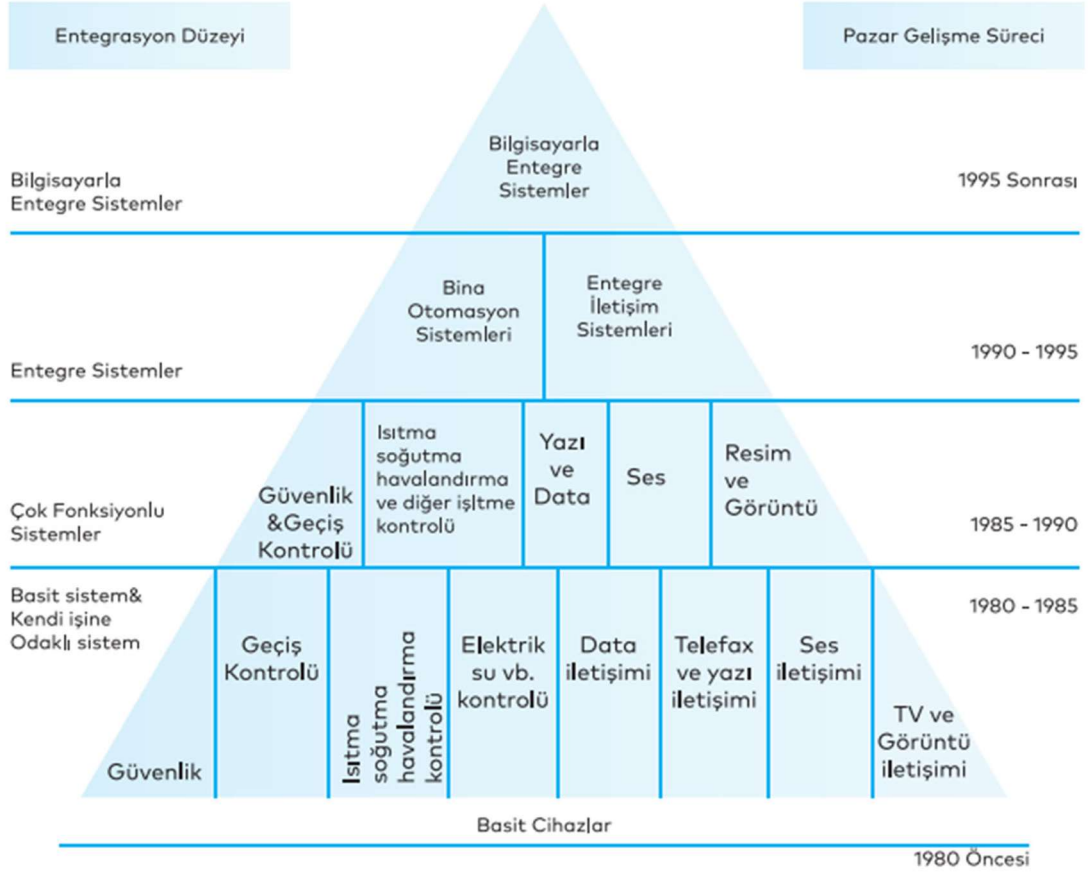 Entegrasyon Düzeyi
Pazar Gelişme Süreci
Bilgisayarla
Entegre
Sistemler
Bilgisayarla
Entegre Sistemler
1995 Sonrası
Bina
Otomasyon
Sistemleri
Entegre
İletişim
Sistemleri
Entegre Sistemler
1990 - 1995
Güvenlik
&Geçiş
Kontrolü
Isıtma
soğutma
havalandırma
ve diğer işltme
kontrolü
Yazı
ve
Data
Ses
Resim
ve
Görüntü
Çok Fonksiyonlu
Sistemler
1985 - 1990
Basit sistem&
Kendi işine
Odaklı sistem
1980 - 1985
Güvenlik
Geçiş
Kontrolü
Isıtma
soğutma
havalandırma
kontrolü
Elektrik
su vb.
kontrolü
Data
iletişimi
Telefax
ve yazı
iletişimi
Ses
iletişimi
TV ve
Görüntü
iletişimi
Basit Cihazlar
1980 Öncesi